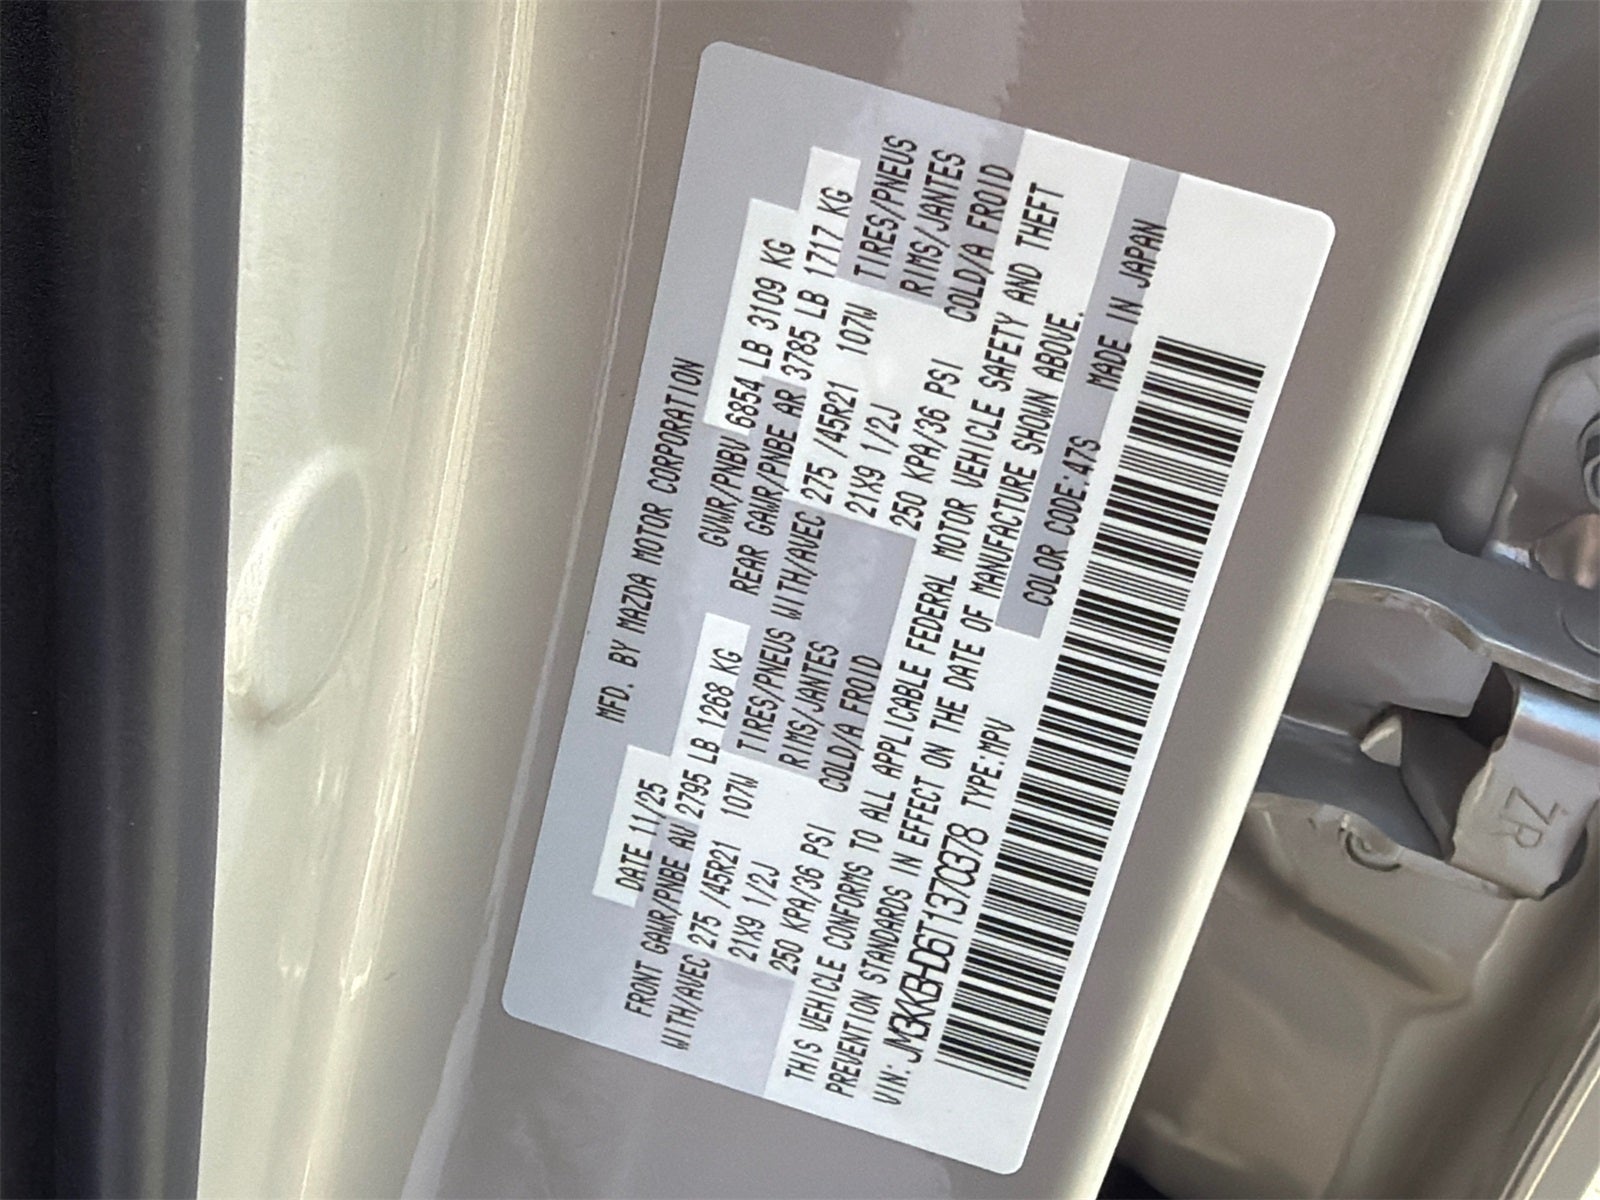 MFD. BY MAZDA MOTOR CORPORATION
DATE 11/25 GVWR/PNBV 6854 LB 3109 KG
FRONT GAWR/PNBE AV 2795 LB 1268 KG REAR GAWR/PNBE AR 3785 LB 1717 KG
WITH/AVEC 275 /45R21 107W TIRES/PNEUS WITH/AVEC 275 /45R21 107W TIRES/PNEUS
21X9 1/2J RIMS/JANTES 21X9 1/2J RIMS/JANTES
250 KPA/36 PSI COLD/A FROID 250 KPA/36 PSI COLD/A FROID
THIS VEHICLE CONFORMS TO ALL APPLICABLE FEDERAL MOTOR VEHICLE SAFETY AND THEFT
PREVENTION STANDARDS IN EFFECT ON THE DATE OF MANUFACTURE SHOWN ABOVE.
VIN: JM3KKBHD6T1370378 TYPE:MPV COLOR CODE:47S MADE IN JAPAN
ZR